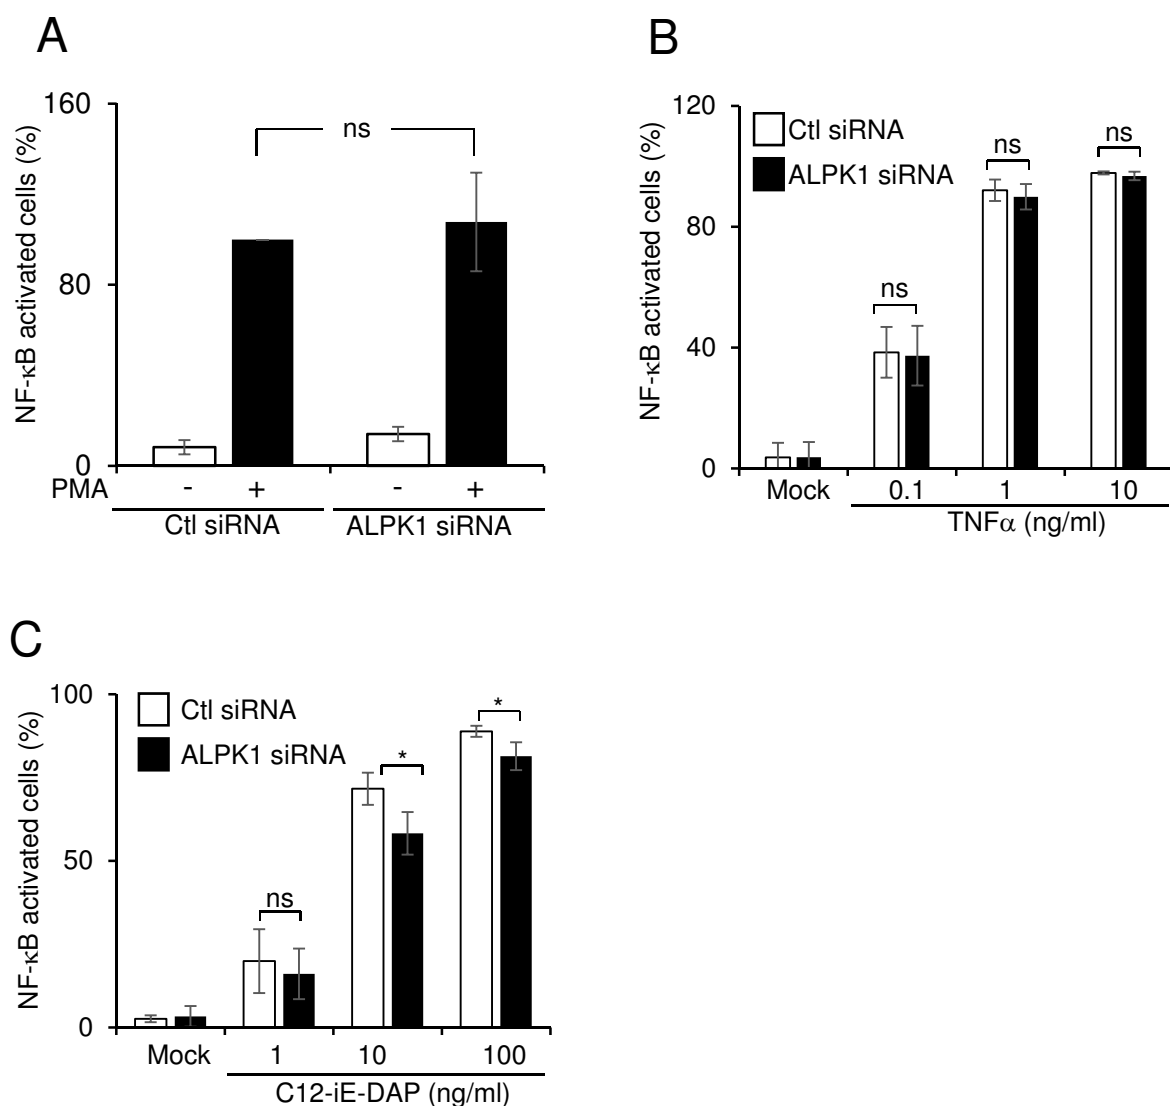 A
NF-κB activated cells (%)
160
80
0
ns
PMA - + - +
Ctl siRNA ALPK1 siRNA
B
NF-κB activated cells (%)
120
80
40
0
Ctl siRNA
ALPK1 siRNA
ns
ns
ns
Mock 0.1 1 10
TNFα (ng/ml)
C
NF-κB activated cells (%)
100
50
0
Ctl siRNA
ALPK1 siRNA
ns
*
*
Mock 1 10 100
C12-iE-DAP (ng/ml)